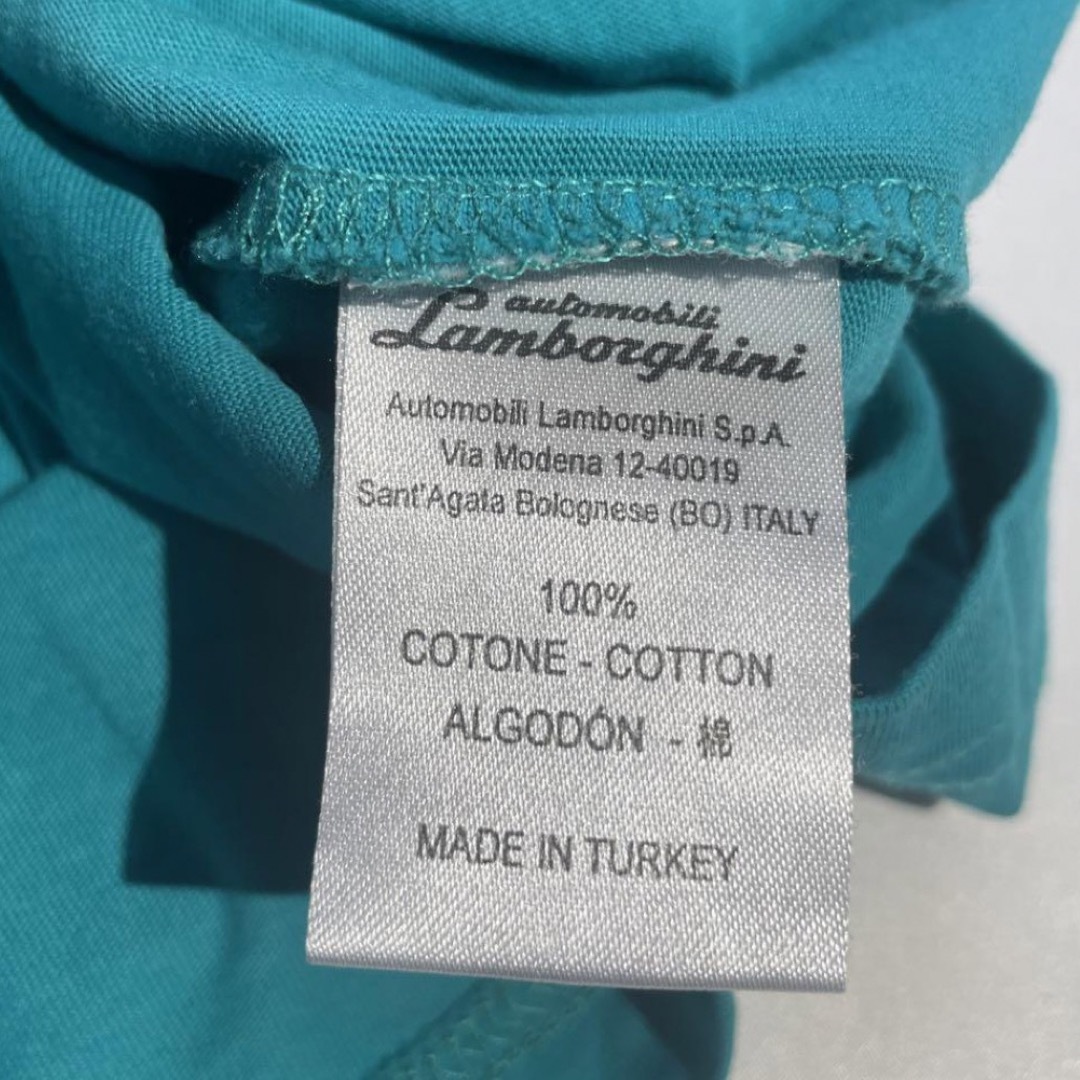 automobili
Lamborghini
Automobili Lamborghini S.p.A.
Via Modena 12-40019
Sant'Agata Bolognese (BO) ITALY
100%
COTONE - COTTON
ALGODÓN - 棉
MADE IN TURKEY